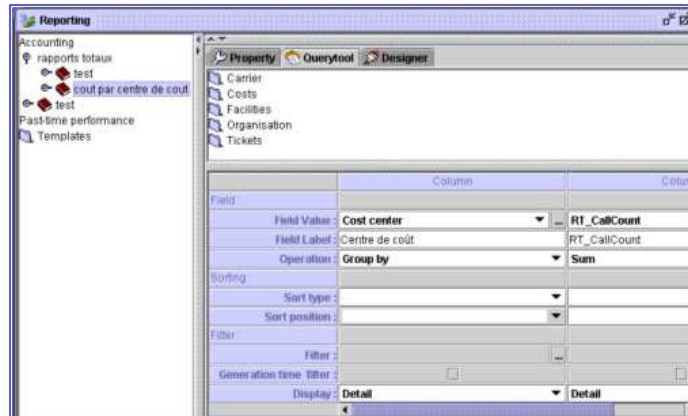 Reporting
Accounting
rapports totaux
test
cout par centre de cout
test
Past-time performance
Templates
Property Querytool Designer
Carrier
Costs
Facilities
Organisation
Tickets
Column Colum
Field
Field Value : Cost center ... RT_CallCount
Field Label : Centre de coût RT_CallCount
Operation : Group by Sum
Sorting
Sort type :
Sort position :
Filter
Filter : ...
Generation time filter :
Display : Detail Detail